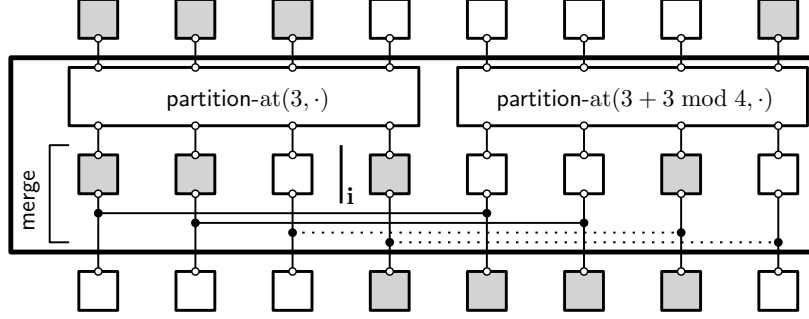 partition-at(3, ·)
partition-at(3 + 3 mod 4, ·)
merge
i